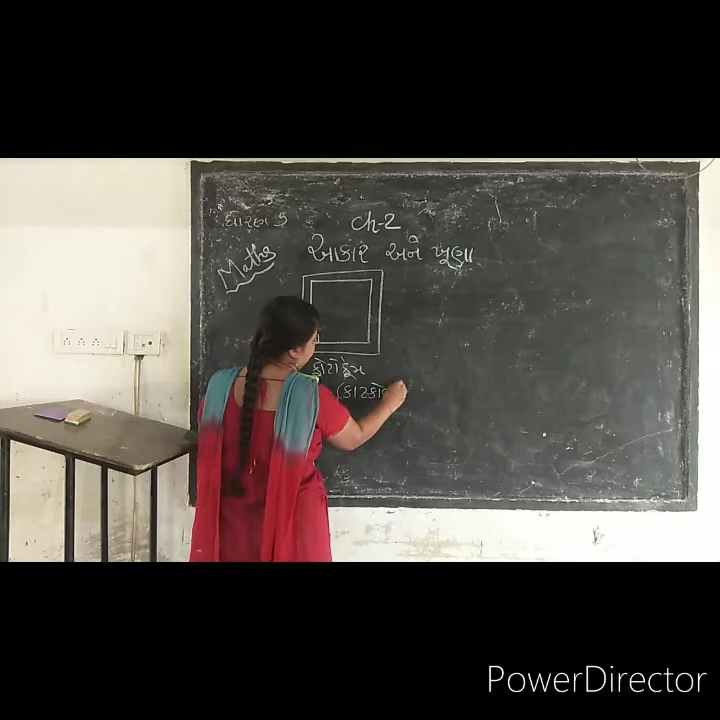 ધોરણ 5
Ch-2
આકાર અને ખૂણા
Maths
ફોટોફ્રેમ
(કાટકો
PowerDirector